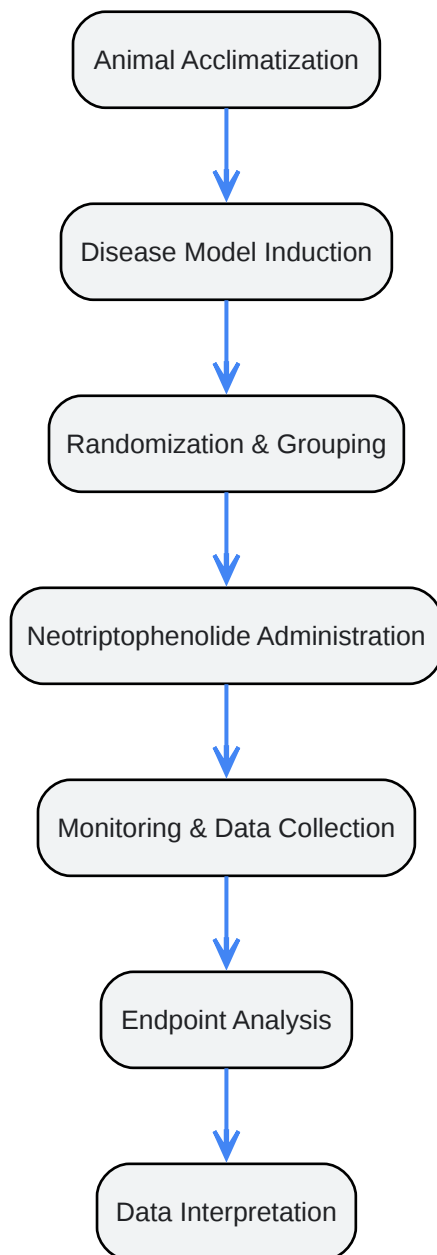 Animal Acclimatization
Disease Model Induction
Randomization & Grouping
Neotriptophenolide Administration
Monitoring & Data Collection
Endpoint Analysis
Data Interpretation